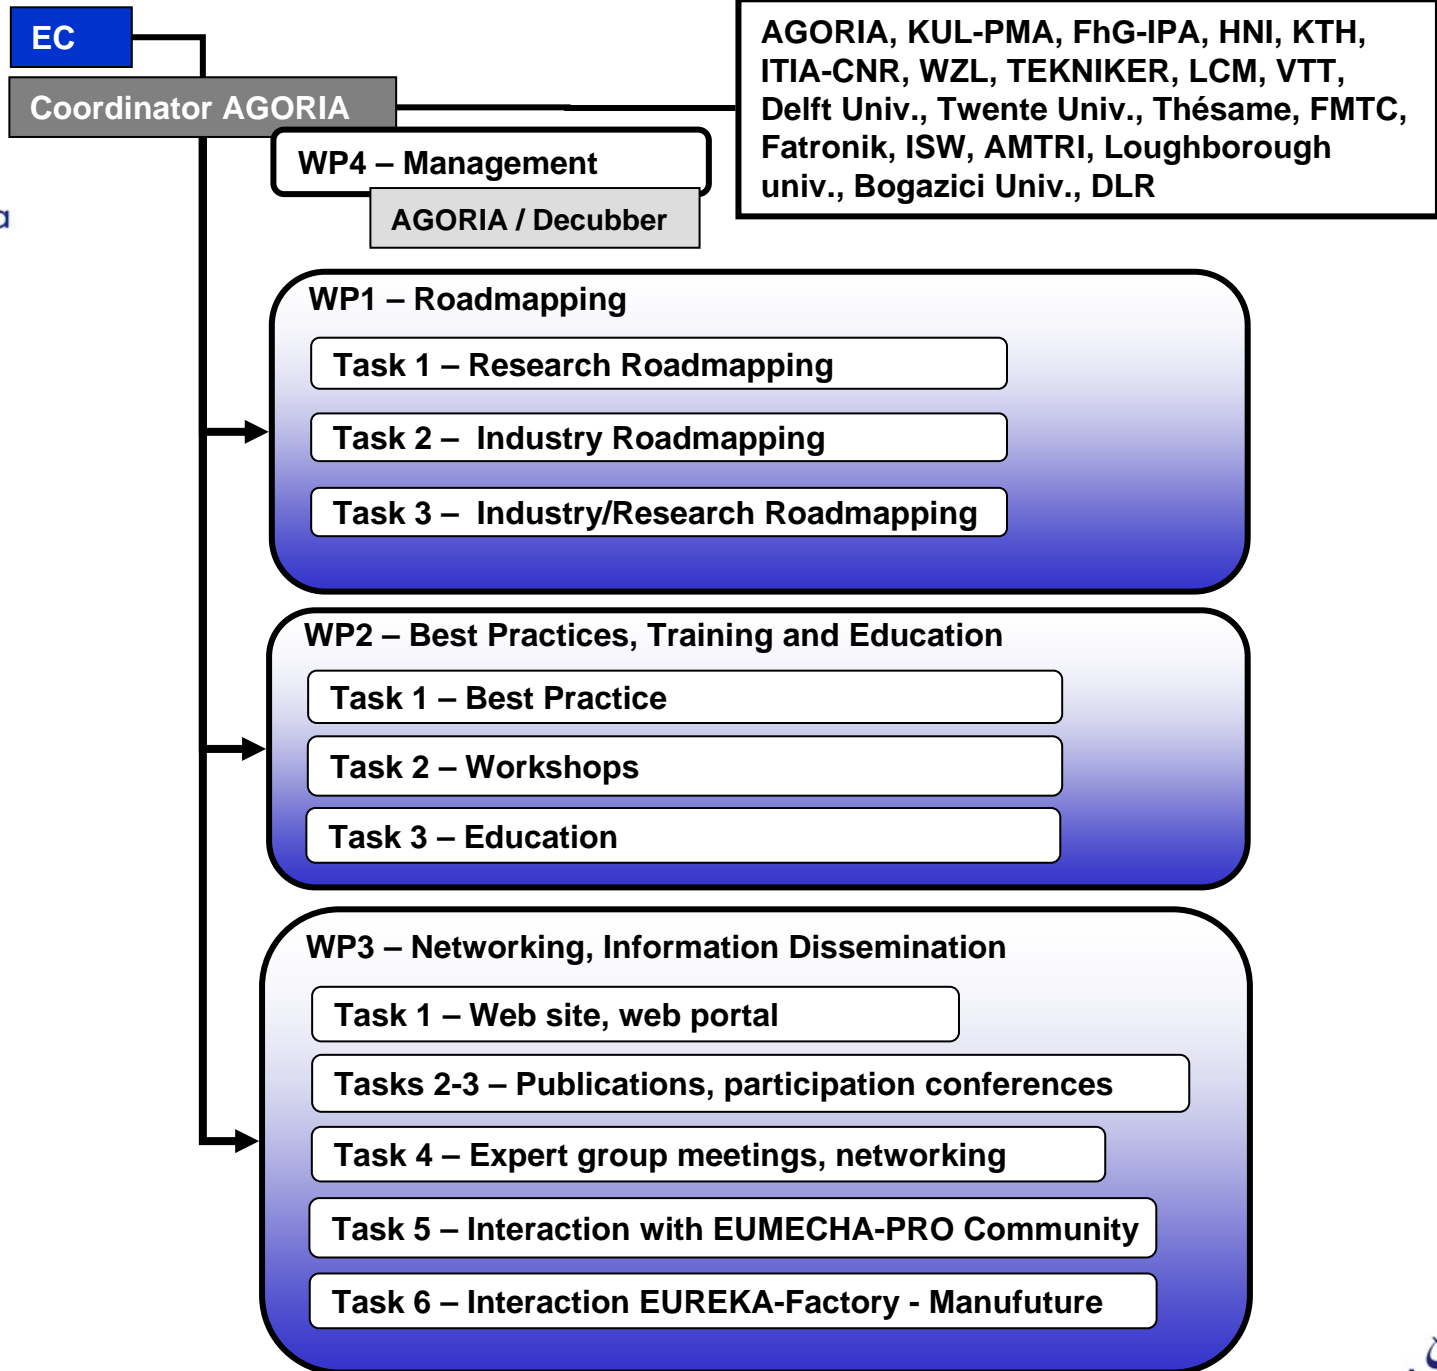 EC
Coordinator AGORIA
AGORIA, KUL-PMA, FhG-IPA, HNI, KTH,
ITIA-CNR, WZL, TEKNIKER, LCM, VTT,
Delft Univ., Twente Univ., Thésame, FMTC,
Fatronik, ISW, AMTRI, Loughborough
univ., Bogazici Univ., DLR
WP4 – Management
AGORIA / Decubber
a
WP1 – Roadmapping
Task 1 – Research Roadmapping
Task 2 – Industry Roadmapping
Task 3 – Industry/Research Roadmapping
WP2 – Best Practices, Training and Education
Task 1 – Best Practice
Task 2 – Workshops
Task 3 – Education
WP3 – Networking, Information Dissemination
Task 1 – Web site, web portal
Tasks 2-3 – Publications, participation conferences
Task 4 – Expert group meetings, networking
Task 5 – Interaction with EUMECHA-PRO Community
Task 6 – Interaction EUREKA-Factory - Manufuture